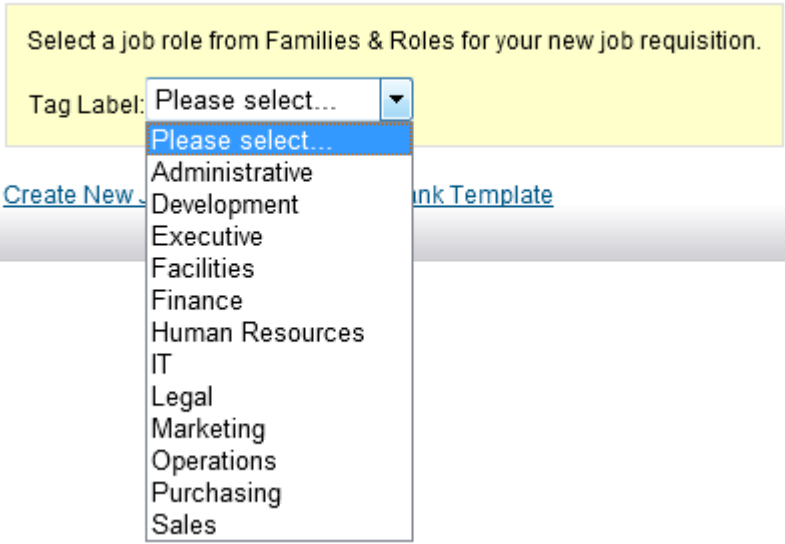 Select a job role from Families & Roles for your new job requisition.
Tag Label: Please select...
Please select...
Administrative
Create New ank Template
Development
Executive
Facilities
Finance
Human Resources
IT
Legal
Marketing
Operations
Purchasing
Sales